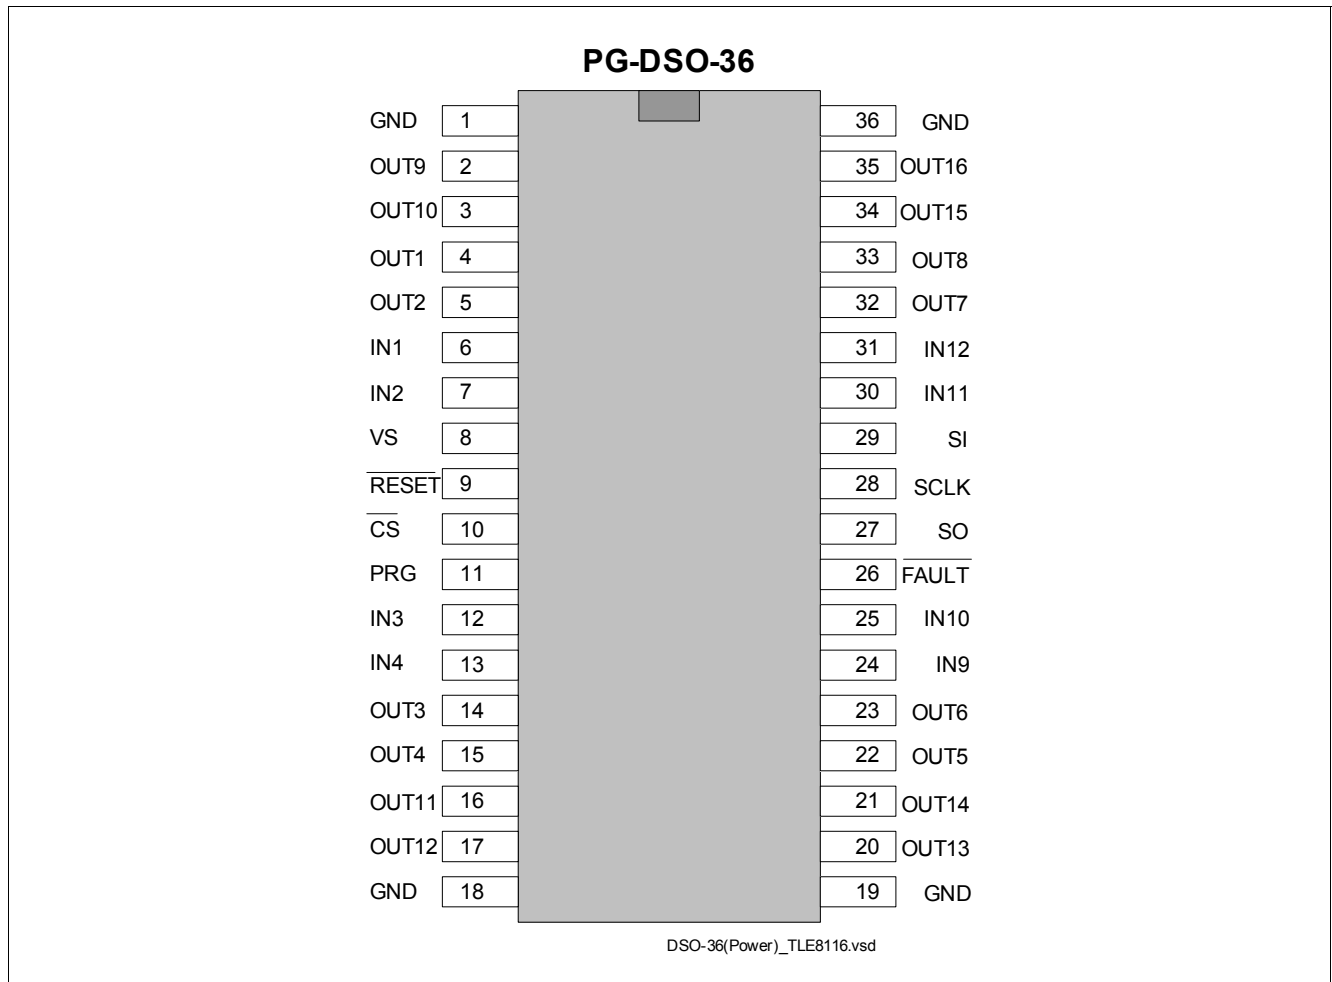 PG-DSO-36
GND 1 36 GND
OUT9 2 35 OUT16
OUT10 3 34 OUT15
OUT1 4 33 OUT8
OUT2 5 32 OUT7
IN1 6 31 IN12
IN2 7 30 IN11
VS 8 29 SI
RESET 9 28 SCLK
CS 10 27 SO
PRG 11 26 FAULT
IN3 12 25 IN10
IN4 13 24 IN9
OUT3 14 23 OUT6
OUT4 15 22 OUT5
OUT11 16 21 OUT14
OUT12 17 20 OUT13
GND 18 19 GND
DSO-36(Power)_TLE8116.vsd